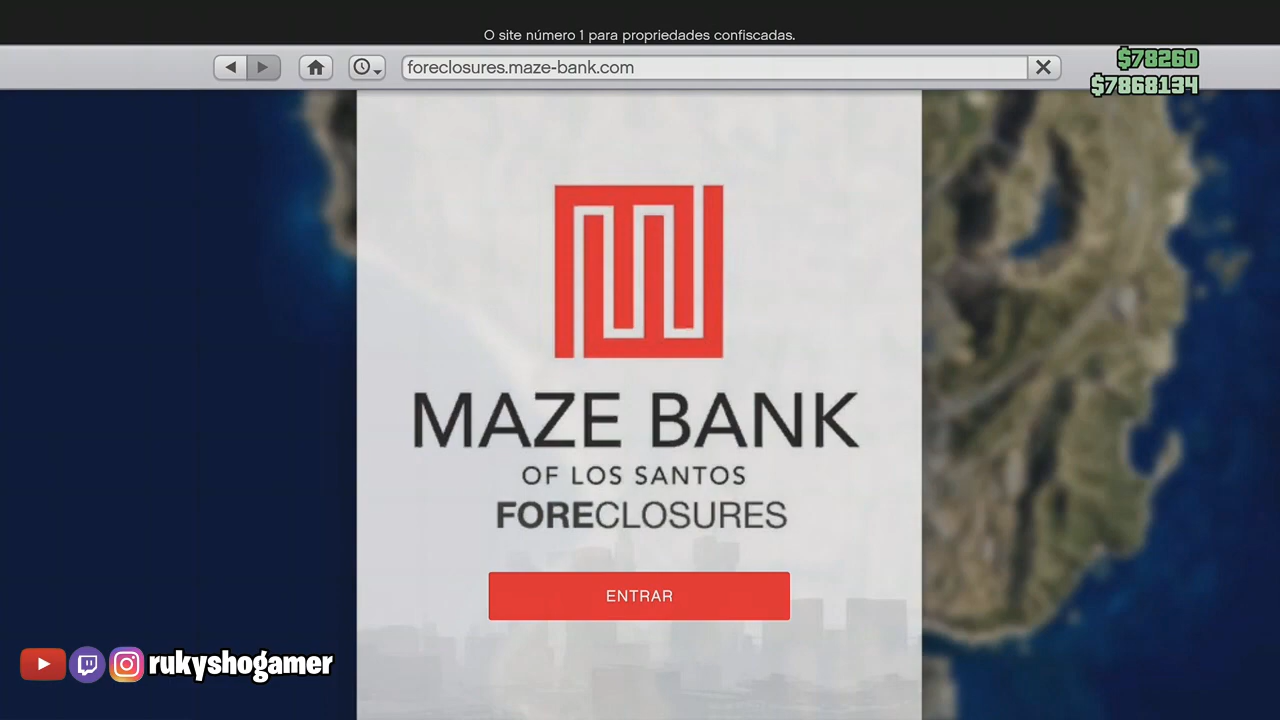 O site número 1 para propriedades confiscadas.
foreclosures.maze-bank.com
$78260
$7868134
MAZE BANK
OF LOS SANTOS
FORECLOSURES
ENTRAR
rukyshogamer